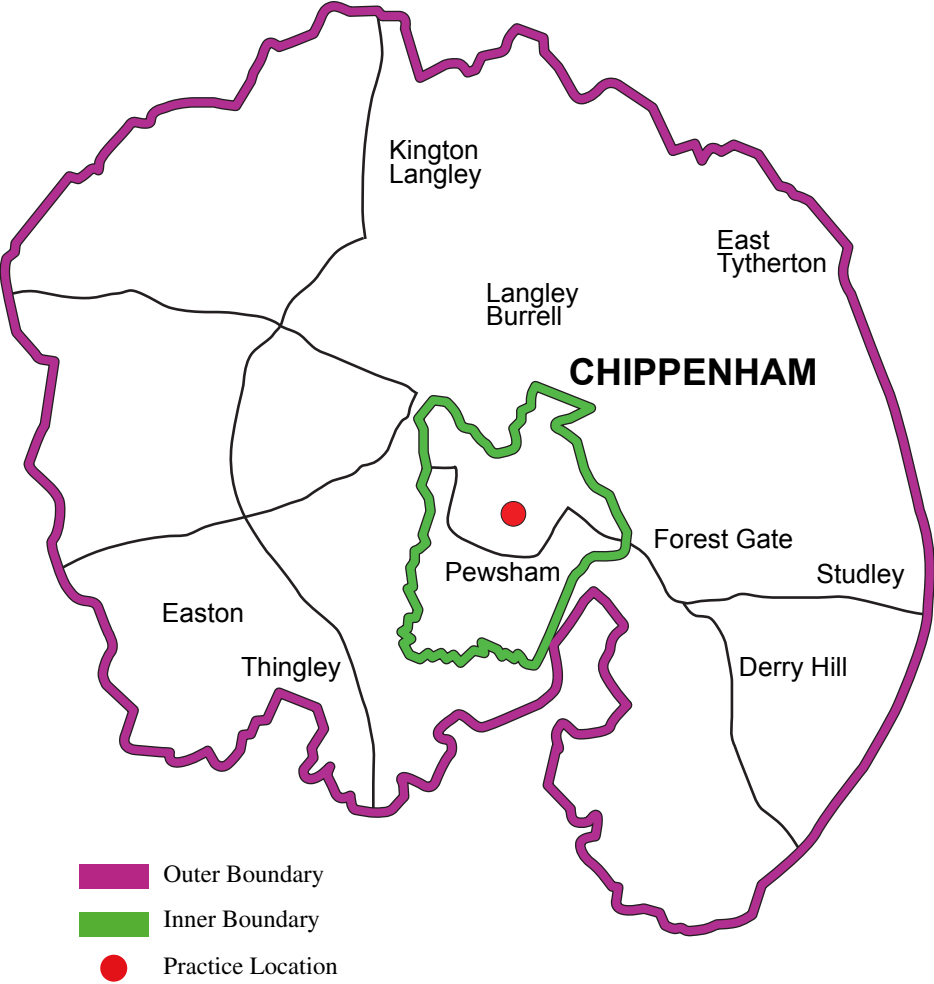 Kington
Langley
East
Tytherton
Langley
Burrell
CHIPPENHAM
Forest Gate
Pewsham
Studley
Easton
Thingley
Derry Hill
Outer Boundary
Inner Boundary
Practice Location